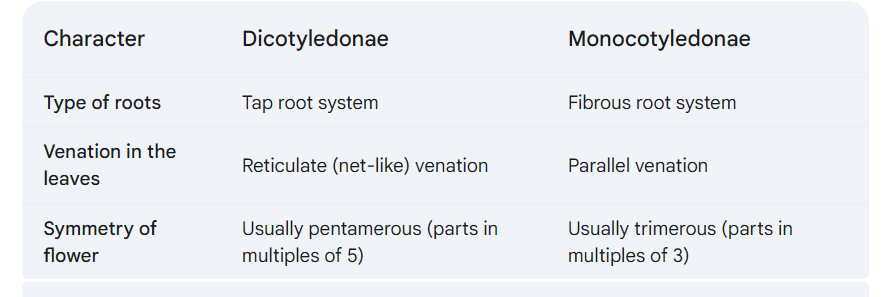 Character Dicotyledonae Monocotyledonae
Type of roots Tap root system Fibrous root system
Venation in the
leaves
Reticulate (net-like) venation Parallel venation
Symmetry of
flower
Usually pentamerous (parts in
multiples of 5)
Usually trimerous (parts in
multiples of 3)